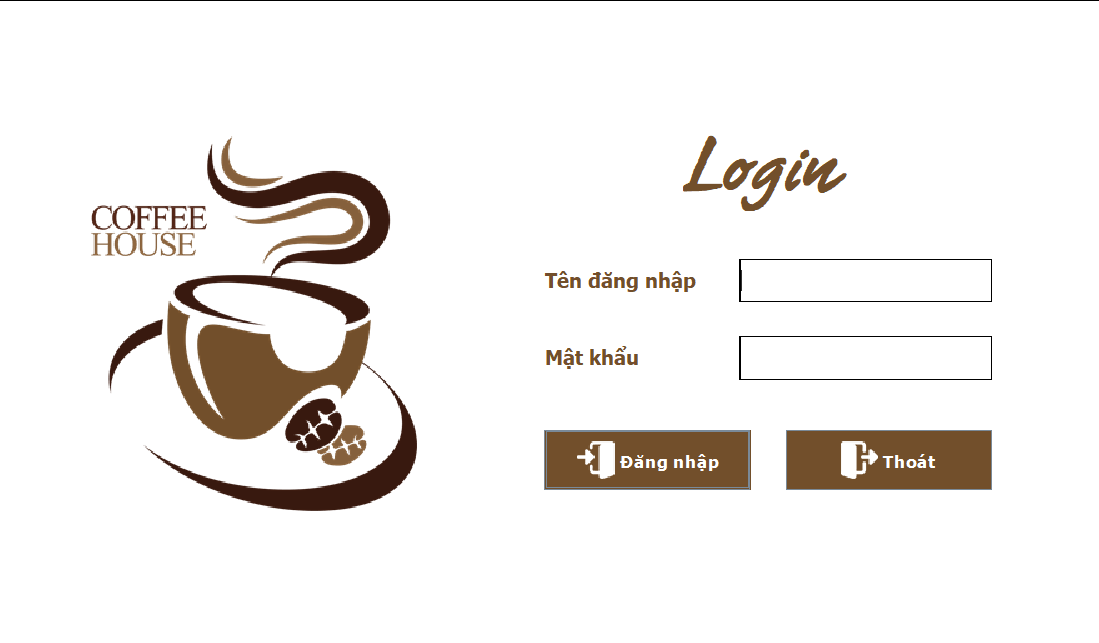 COFFEE
HOUSE
Login
Tên đăng nhập
Mật khẩu
Đăng nhập
Thoát